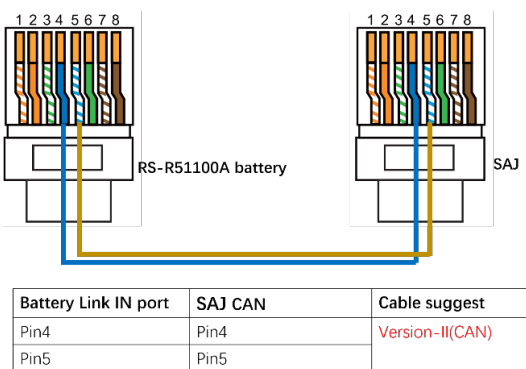 1 2 3 4 5 6 7 8
1 2 3 4 5 6 7 8
RS-R51100A battery
SAJ
Battery Link IN port SAJ CAN Cable suggest
Pin4 Pin4 Version-II(CAN)
Pin5 Pin5